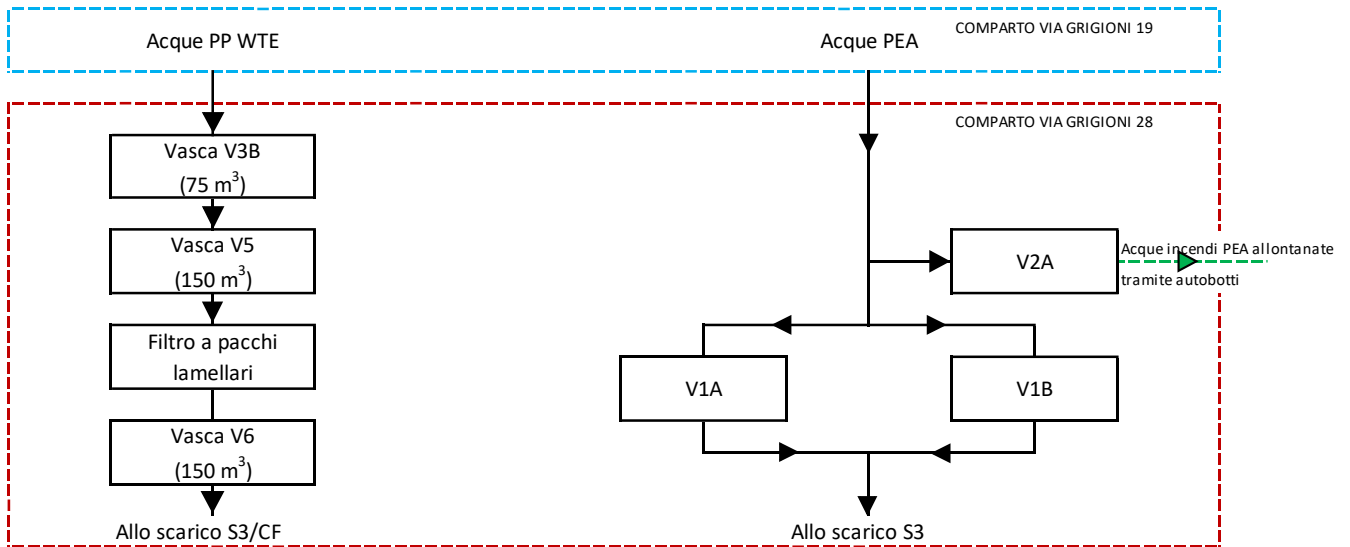 COMPARTO VIA GRIGIONI 19
Acque PP WTE
Acque PEA
COMPARTO VIA GRIGIONI 28
Vasca V3B
(75 m³)
Vasca V5
(150 m³)
V2A
Acque incendi PEA allontanate
tramite autobotti
Filtro a pacchi
lamellari
V1A
V1B
Vasca V6
(150 m³)
Allo scarico S3/CF
Allo scarico S3